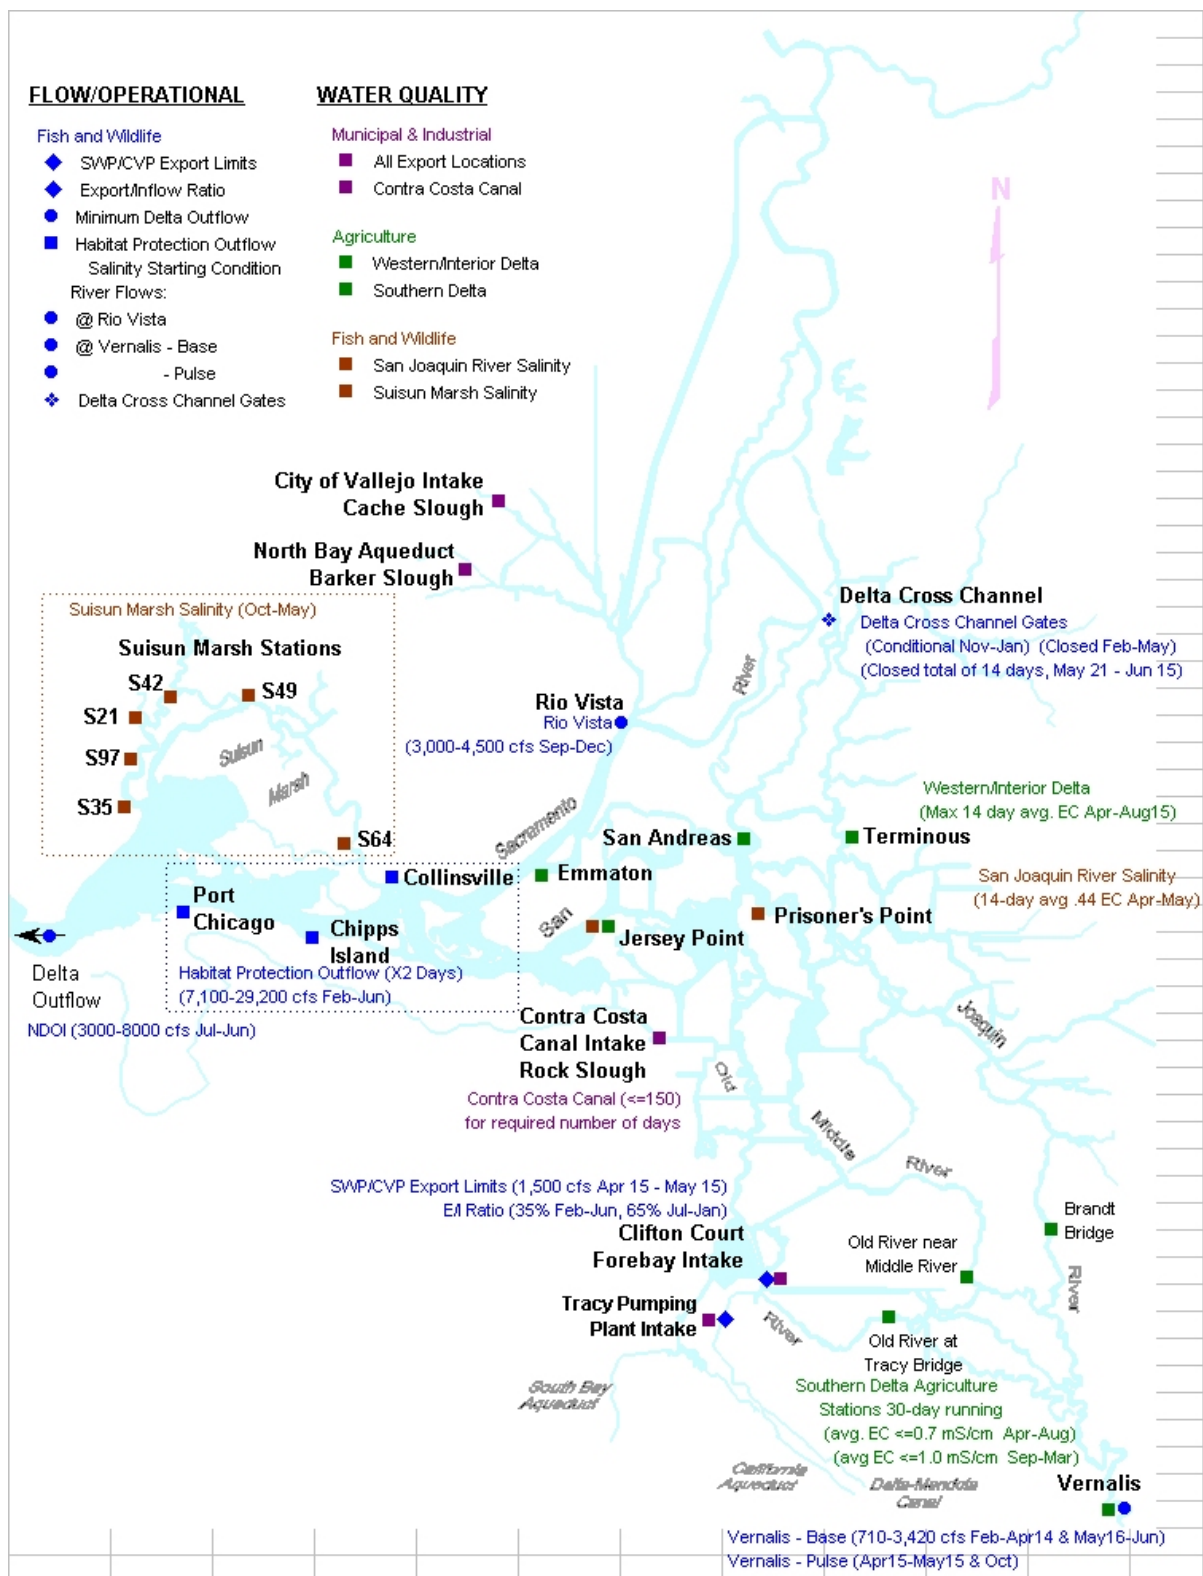 FLOW/OPERATIONAL
Fish and Wildlife
SWP/CVP Export Limits
Export/Inflow Ratio
Minimum Delta Outflow
Habitat Protection Outflow
Salinity Starting Condition
River Flows:
@ Rio Vista
@ Vernalis - Base
- Pulse
Delta Cross Channel Gates
WATER QUALITY
Municipal & Industrial
All Export Locations
Contra Costa Canal
Agriculture
Western/Interior Delta
Southern Delta
Fish and Wildlife
San Joaquin River Salinity
Suisun Marsh Salinity
N
City of Vallejo Intake
Cache Slough
North Bay Aqueduct
Barker Slough
Delta Cross Channel
Delta Cross Channel Gates
(Conditional Nov-Jan) (Closed Feb-May)
(Closed total of 14 days, May 21 - Jun 15)
Suisun Marsh Salinity (Oct-May)
Suisun Marsh Stations
S42
S49
S21
S97
S35
S64
Suisun
Marsh
River
Rio Vista
Rio Vista
(3,000-4,500 cfs Sep-Dec)
Sacramento
Western/Interior Delta
(Max 14 day avg. EC Apr-Aug15)
San Andreas
Terminous
Collinsville
Emmaton
San Joaquin River Salinity
(14-day avg .44 EC Apr-May)
Port
Chicago
Chipps
Island
San
Jersey Point
Prisoner's Point
Habitat Protection Outflow (X2 Days)
(7,100-29,200 cfs Feb-Jun)
Delta
Outflow
NDOI (3000-8000 cfs Jul-Jun)
Contra Costa
Canal Intake
Rock Slough
Contra Costa Canal (<=150)
for required number of days
Joaquin
Old
Middle
River
SWP/CVP Export Limits (1,500 cfs Apr 15 - May 15)
E/I Ratio (35% Feb-Jun, 65% Jul-Jan)
Clifton Court
Forebay Intake
Old River near
Middle River
Brandt
Bridge
River
Tracy Pumping
Plant Intake
River
Old River at
Tracy Bridge
South Bay
Aqueduct
Southern Delta Agriculture
Stations 30-day running
(avg. EC <=0.7 mS/cm Apr-Aug)
(avg EC <=1.0 mS/cm Sep-Mar)
California
Aqueduct
Delta-Mendota
Canal
Vernalis
Vernalis - Base (710-3,420 cfs Feb-Apr14 & May16-Jun)
Vernalis - Pulse (Apr15-May15 & Oct)